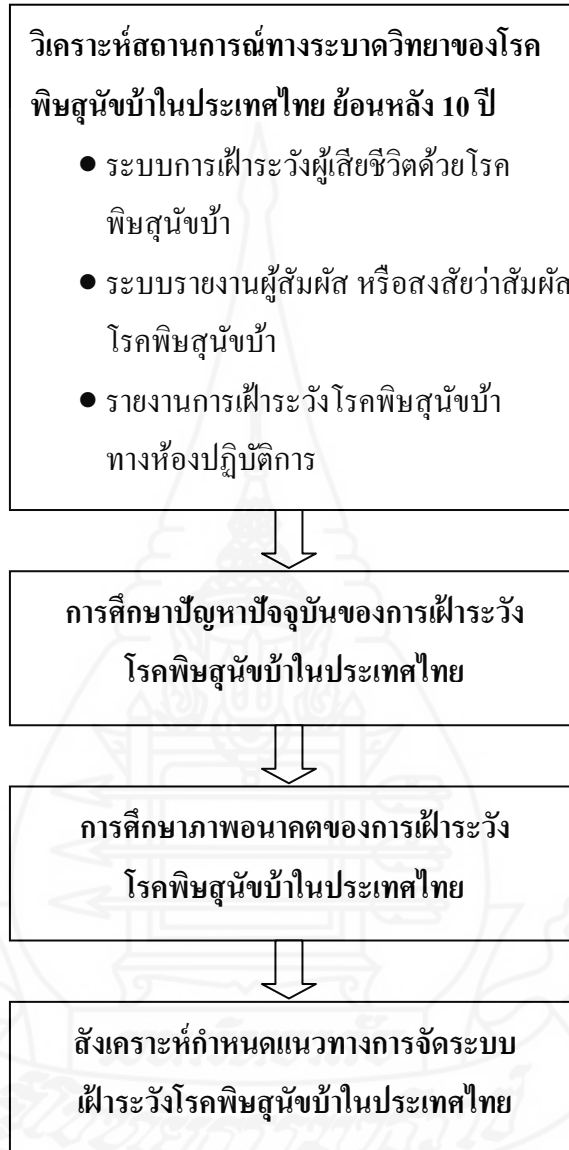 วิเคราะห์สถานการณ์ทางระบาดวิทยาของโรค
พิษสุนัขบ้าในประเทศไทย ย้อนหลัง 10 ปี
● ระบบการเฝ้าระวังผู้เสียชีวิตด้วยโรค
พิษสุนัขบ้า
● ระบบรายงานผู้สัมผัส หรือสงสัยว่าสัมผัส
โรคพิษสุนัขบ้า
● รายงานการเฝ้าระวังโรคพิษสุนัขบ้า
ทางห้องปฏิบัติการ
การศึกษาปัญหาปัจจุบันของการเฝ้าระวัง
โรคพิษสุนัขบ้าในประเทศไทย
การศึกษาภาพอนาคตของการเฝ้าระวัง
โรคพิษสุนัขบ้าในประเทศไทย
สังเคราะห์กำหนดแนวทางการจัดระบบ
เฝ้าระวังโรคพิษสุนัขบ้าในประเทศไทย